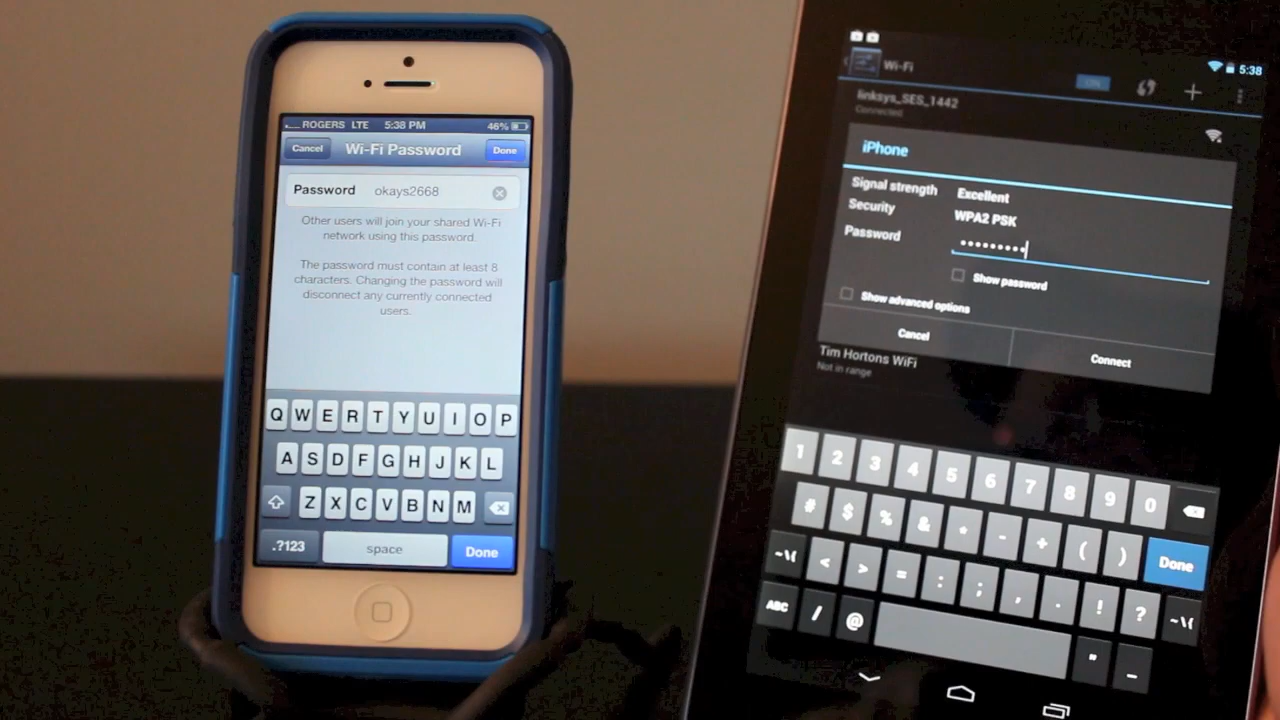 ROGERS LTE 5:38 PM 46%
Cancel Wi-Fi Password Done
Password okays2668
Other users will join your shared Wi-Fi
network using this password.
The password must contain at least 8
characters. Changing the password will
disconnect any currently connected
users.
Q W E R T Y U I O P
A S D F G H J K L
Z X C V B N M
.?123 space Done
5:38
Wi-Fi ON
linksys_SES_1442
Connected
iPhone
Signal strength Excellent
Security WPA2 PSK
Password •••••••••
Show password
Show advanced options
Cancel Connect
Tim Hortons WiFi
Not in range
1 2 3 4 5 6 7 8 9 0
# $ % & * - + ( ) Done
~\{ < > = : ; , . ! ? ~\{
ABC / @ " _